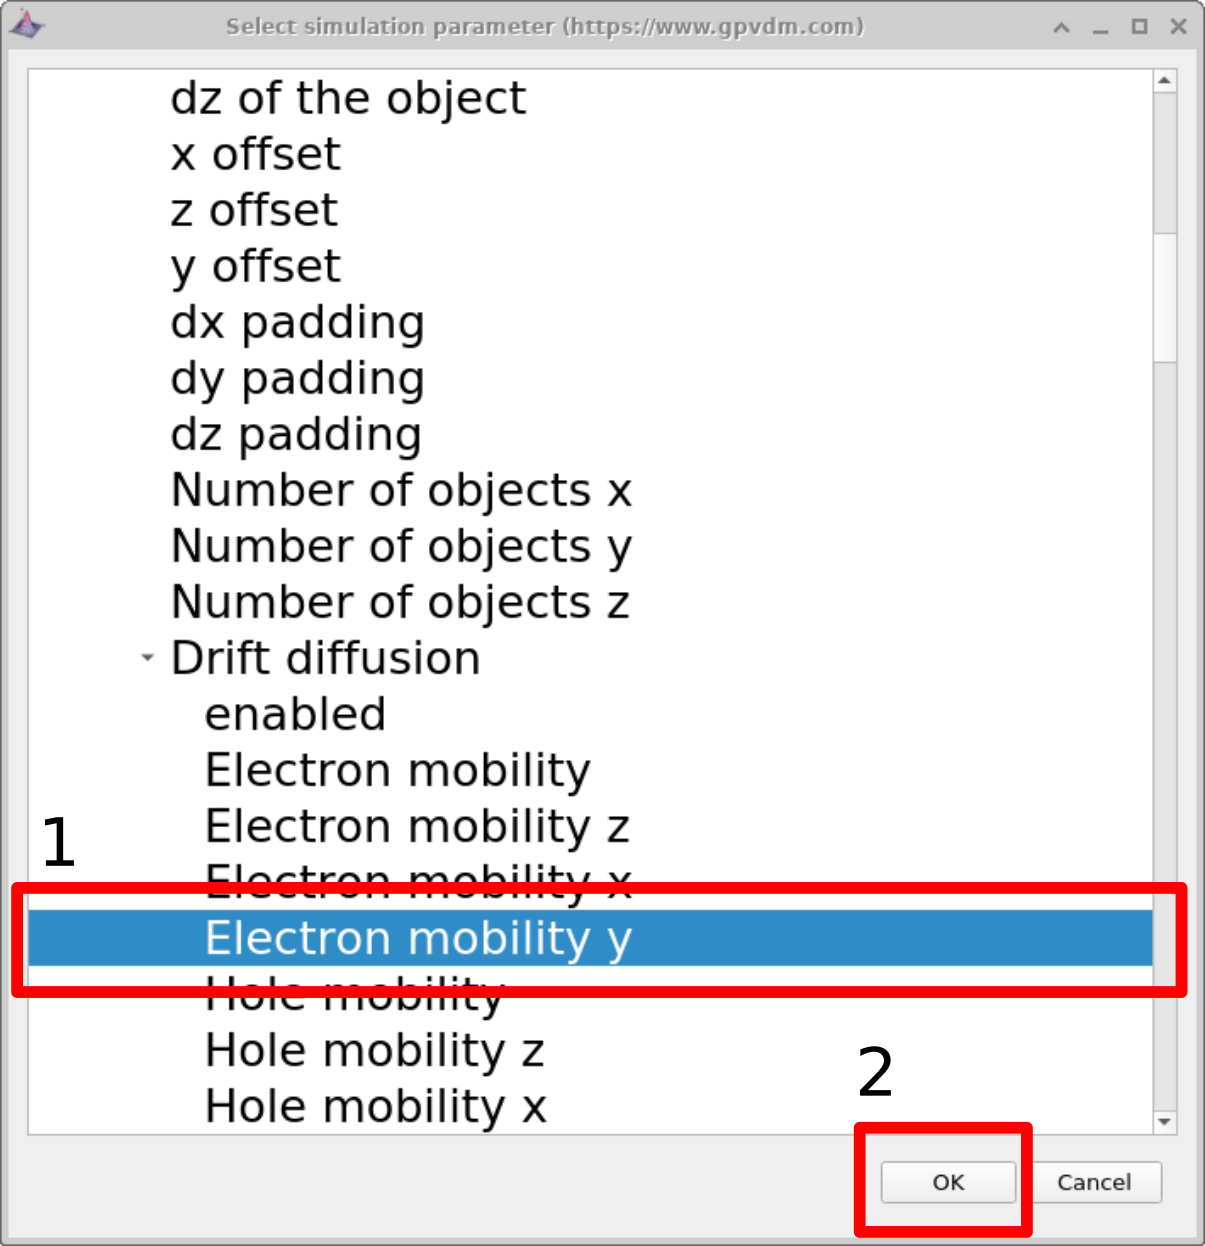 Select simulation parameter (https://www.gpvdm.com)
dz of the object
x offset
z offset
y offset
dx padding
dy padding
dz padding
Number of objects x
Number of objects y
Number of objects z
Drift diffusion
enabled
Electron mobility
Electron mobility z
1
Electron mobility x
Electron mobility y
Hole mobility
Hole mobility z
2
Hole mobility x
OK Cancel